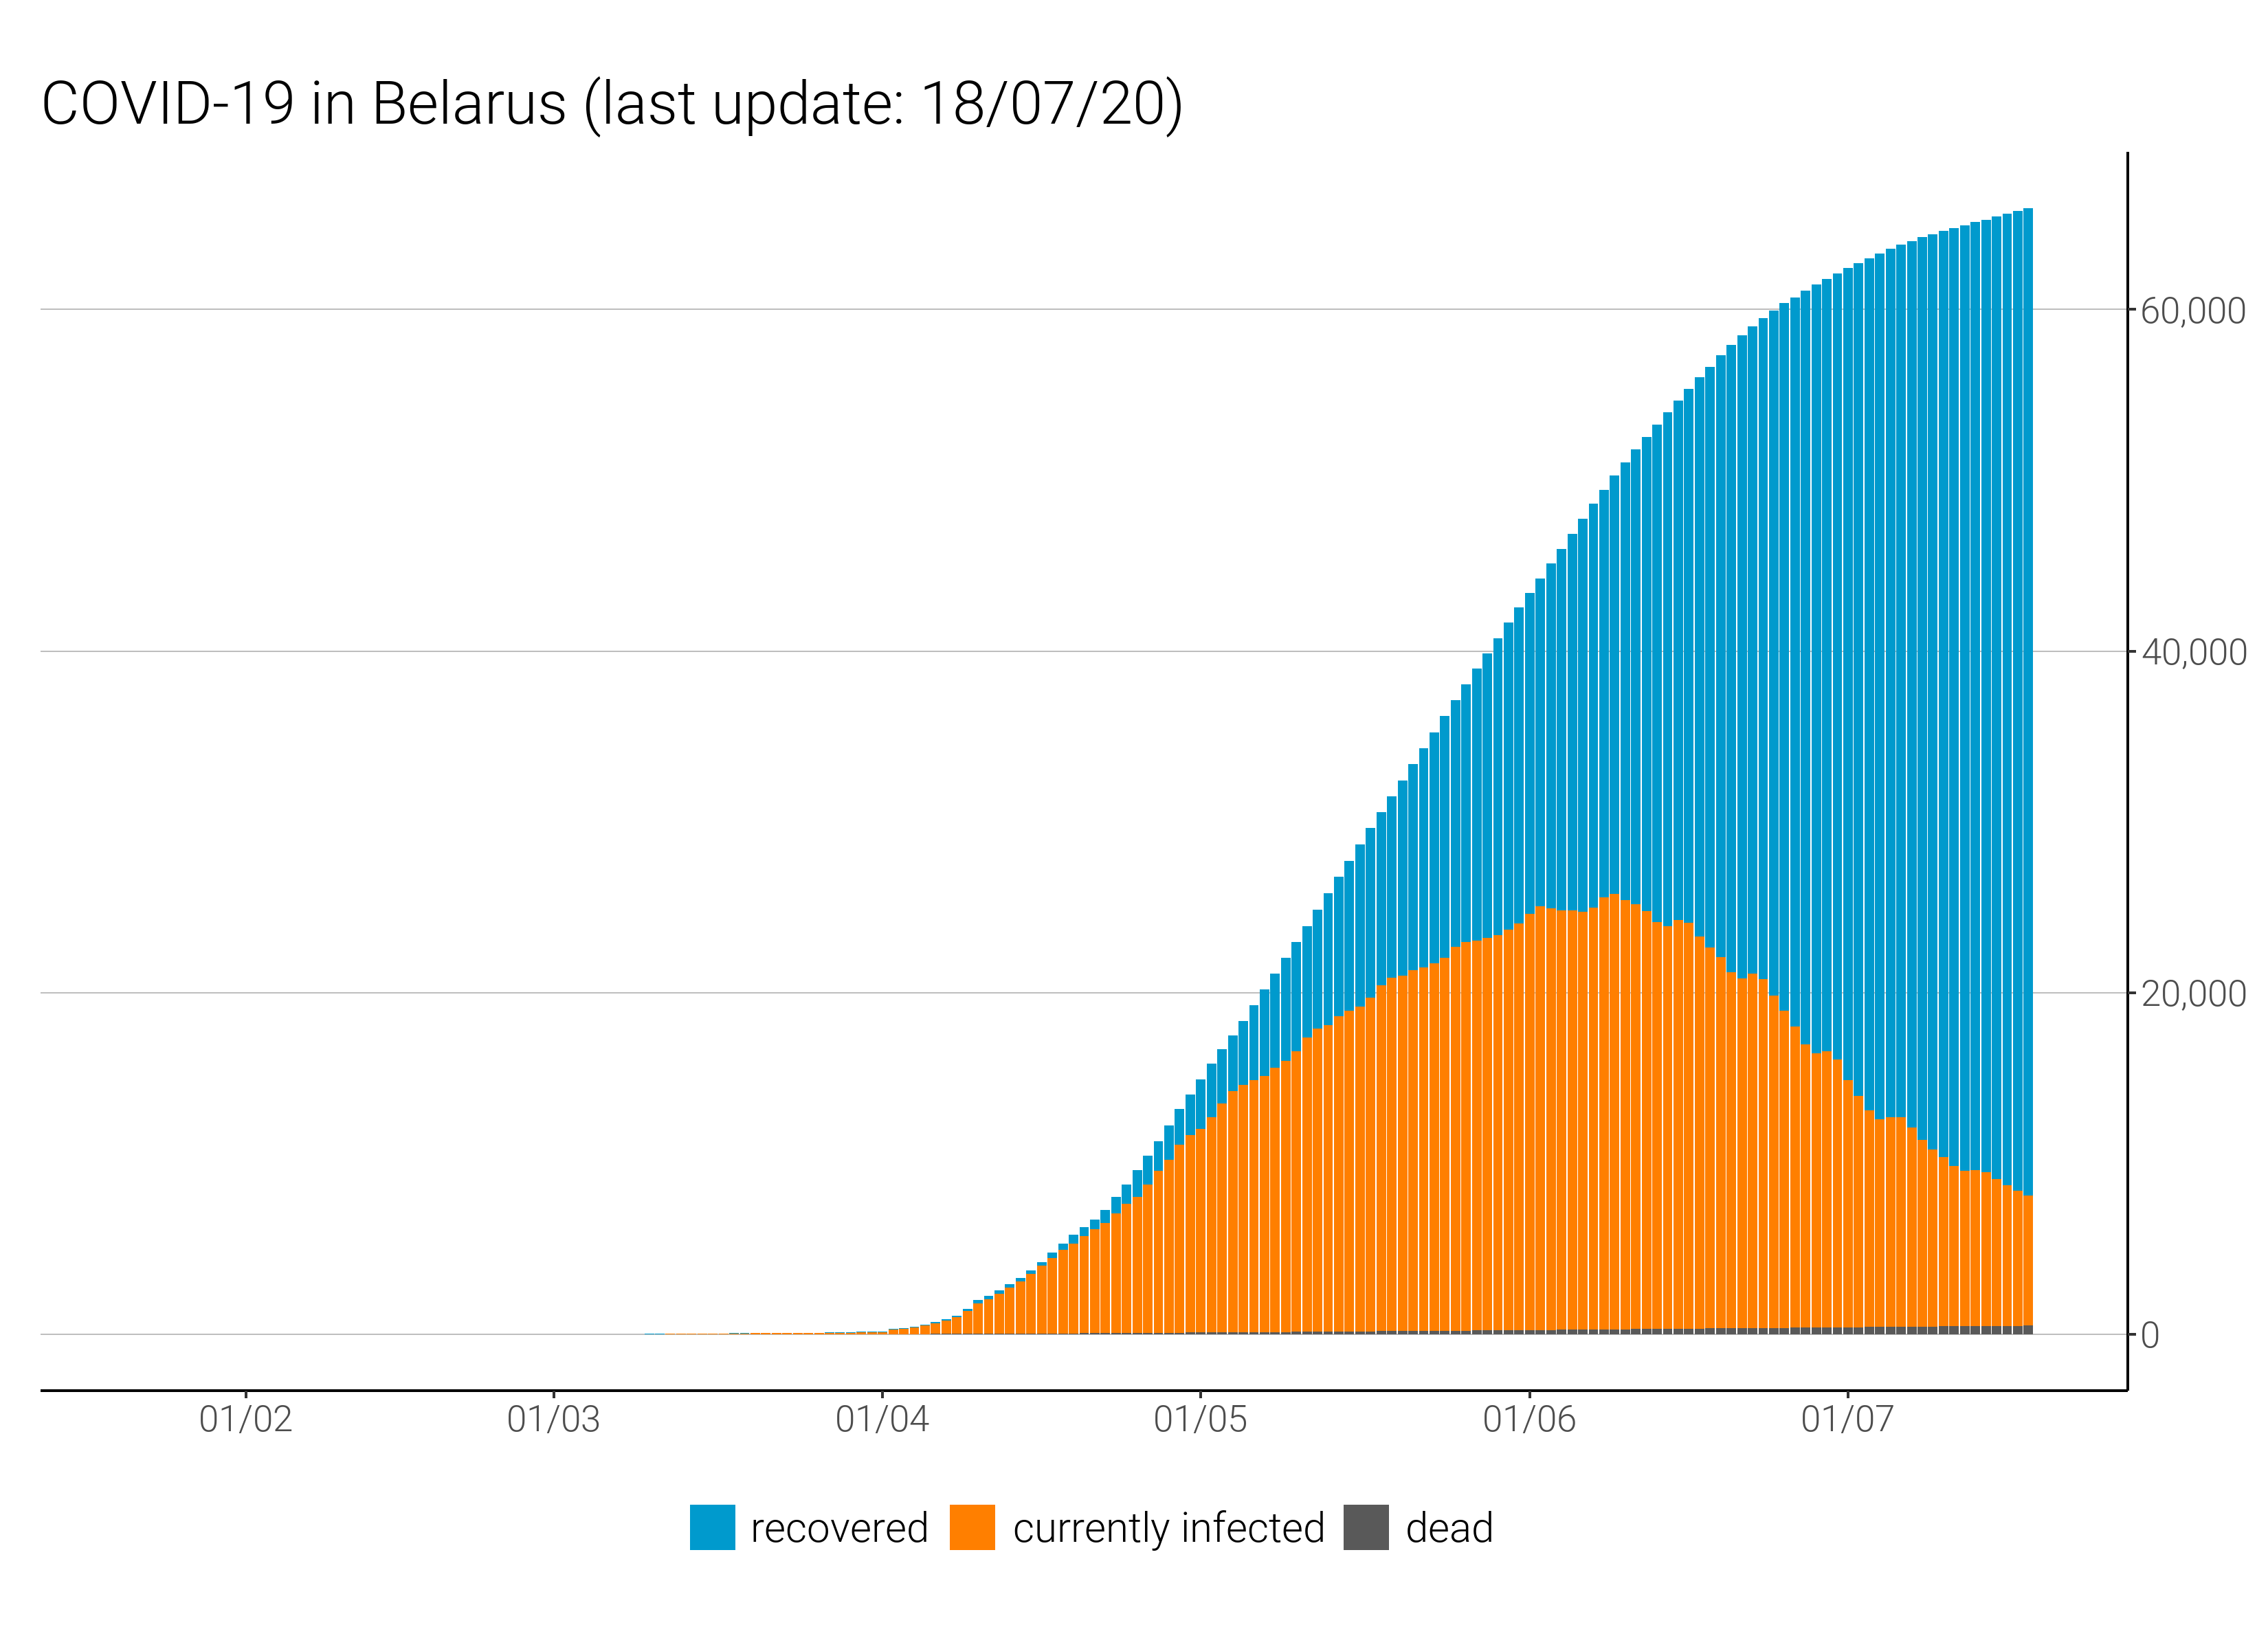 COVID-19 in Belarus (last update: 18/07/20)
60,000
40,000
20,000
0
01/02 01/03 01/04 01/05 01/06 01/07
recovered currently infected dead